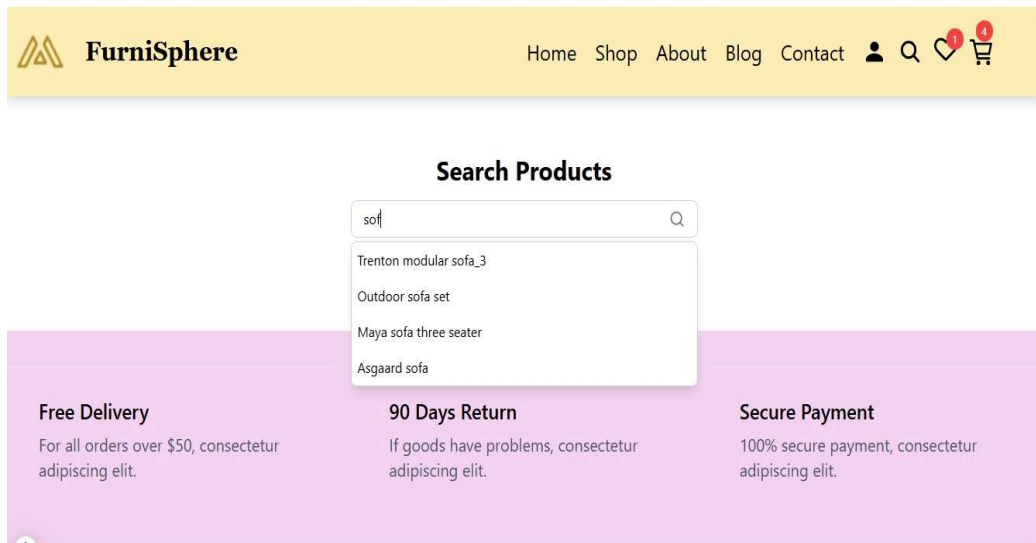 FurniSphere
Home Shop About Blog Contact
1
4
Search Products
sof
Trenton modular sofa_3
Outdoor sofa set
Maya sofa three seater
Asgaard sofa
Free Delivery
For all orders over $50, consectetur
adipiscing elit.
90 Days Return
If goods have problems, consectetur
adipiscing elit.
Secure Payment
100% secure payment, consectetur
adipiscing elit.